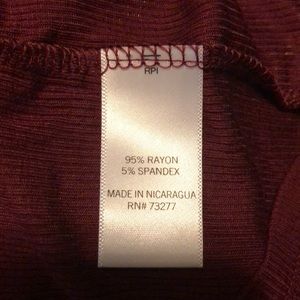 RPI
95% RAYON
5% SPANDEX
MADE IN NICARAGUA
RN# 73277